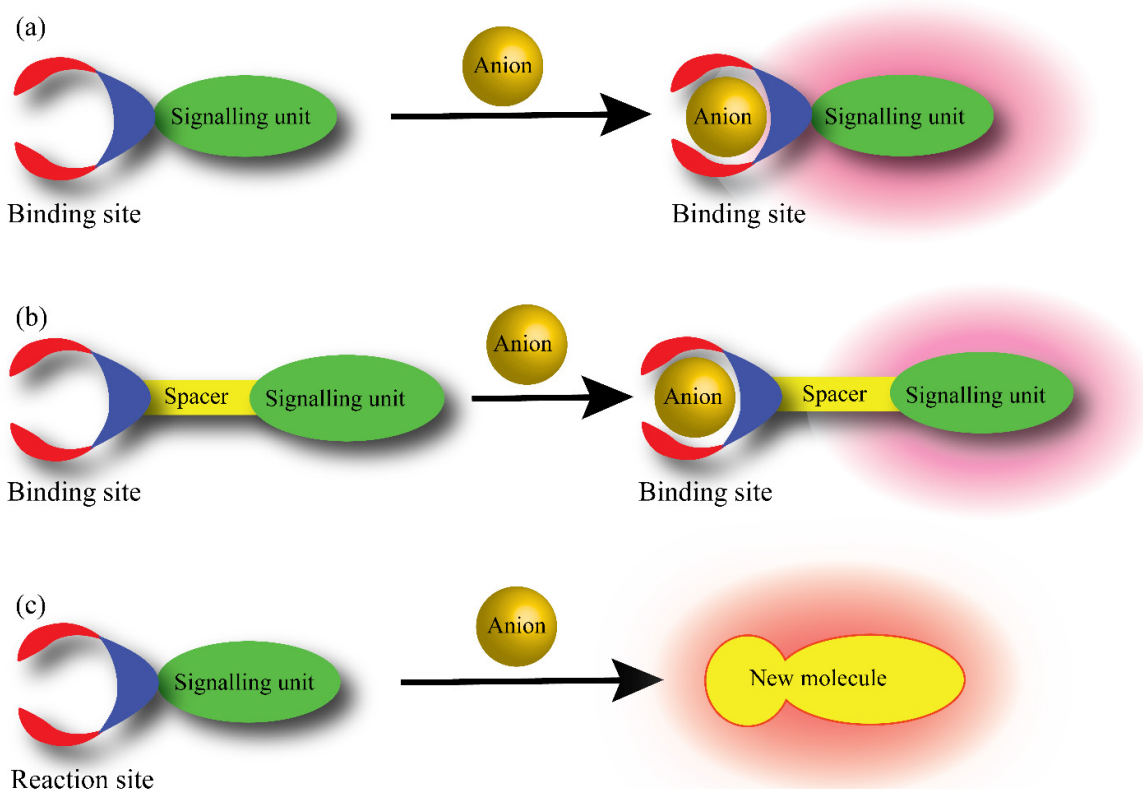 (a)
Anion
Signalling unit
Anion
Signalling unit
Binding site
Binding site
(b)
Anion
Spacer
Signalling unit
Anion
Spacer
Signalling unit
Binding site
Binding site
(c)
Anion
Signalling unit
New molecule
Reaction site